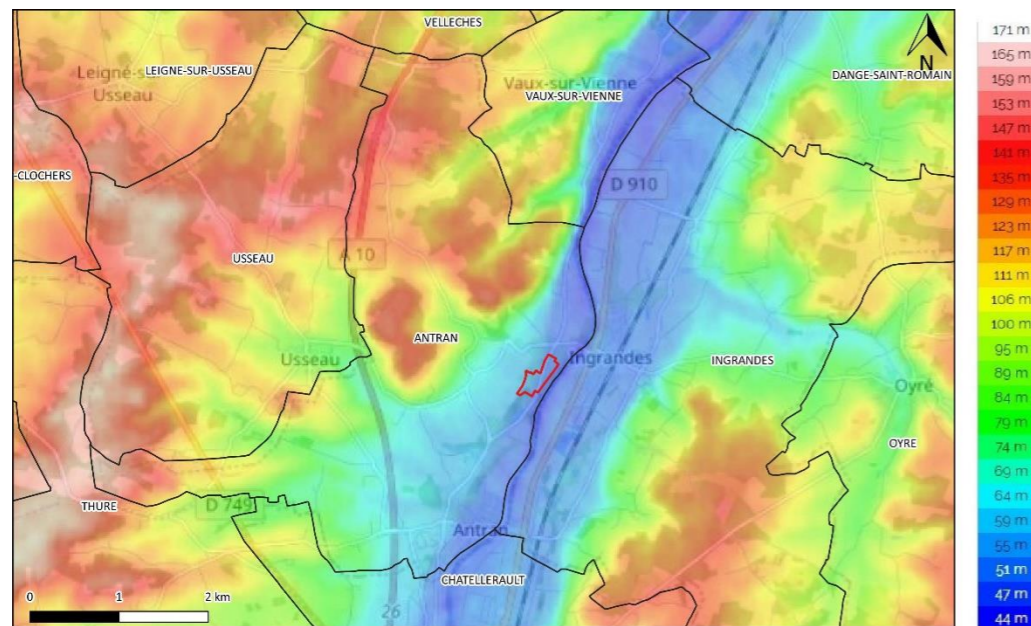 VELLECHES
N
Leigné-s
Usseau
LEIGNE-SUR-USSEAU
Vaux-sur-Vienne
VAUX-SUR-VIENNE
DANGE-SAINT-ROMAIN
-CLOCHERS
D 910
USSEAU
A 10
ANTRAN
Usseau
Ingrandes
INGRANDES
Oyré
OYRE
THURE
D 749
Antran
CHATELLERAULT
26
0 1 2 km
171 m
165 m
159 m
153 m
147 m
141 m
135 m
129 m
123 m
117 m
111 m
106 m
100 m
95 m
89 m
84 m
79 m
74 m
69 m
64 m
59 m
55 m
51 m
47 m
44 m